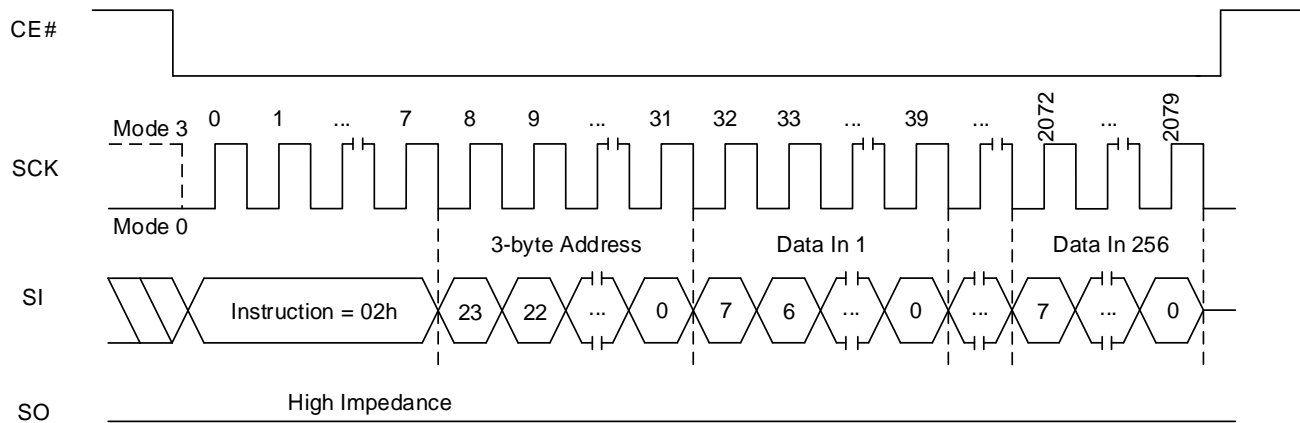 CE#
0 1 ... 7 8 9 ... 31 32 33 ... 39 ... 2072 ... 2079
Mode 3
SCK
Mode 0
3-byte Address Data In 1 Data In 256
SI Instruction = 02h 23 22 ... 0 7 6 ... 0 ... 7 ... 0
High Impedance
SO